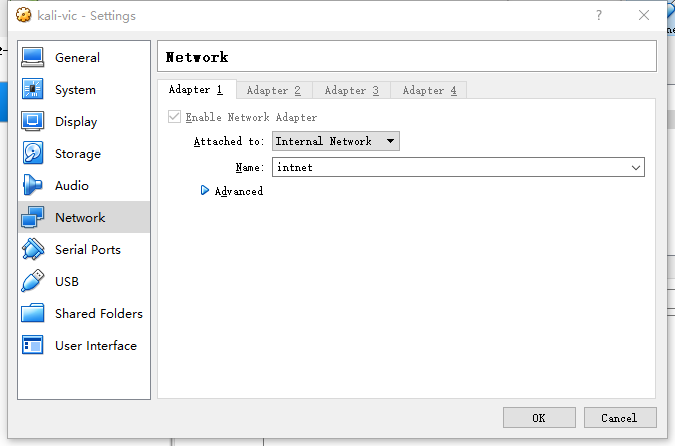 kali-vic - Settings
?
General
System
Display
Storage
Audio
Network
Serial Ports
USB
Shared Folders
User Interface
Network
Adapter 1
Adapter 2
Adapter 3
Adapter 4
Enable Network Adapter
Attached to: Internal Network
Name: intnet
Advanced
OK
Cancel